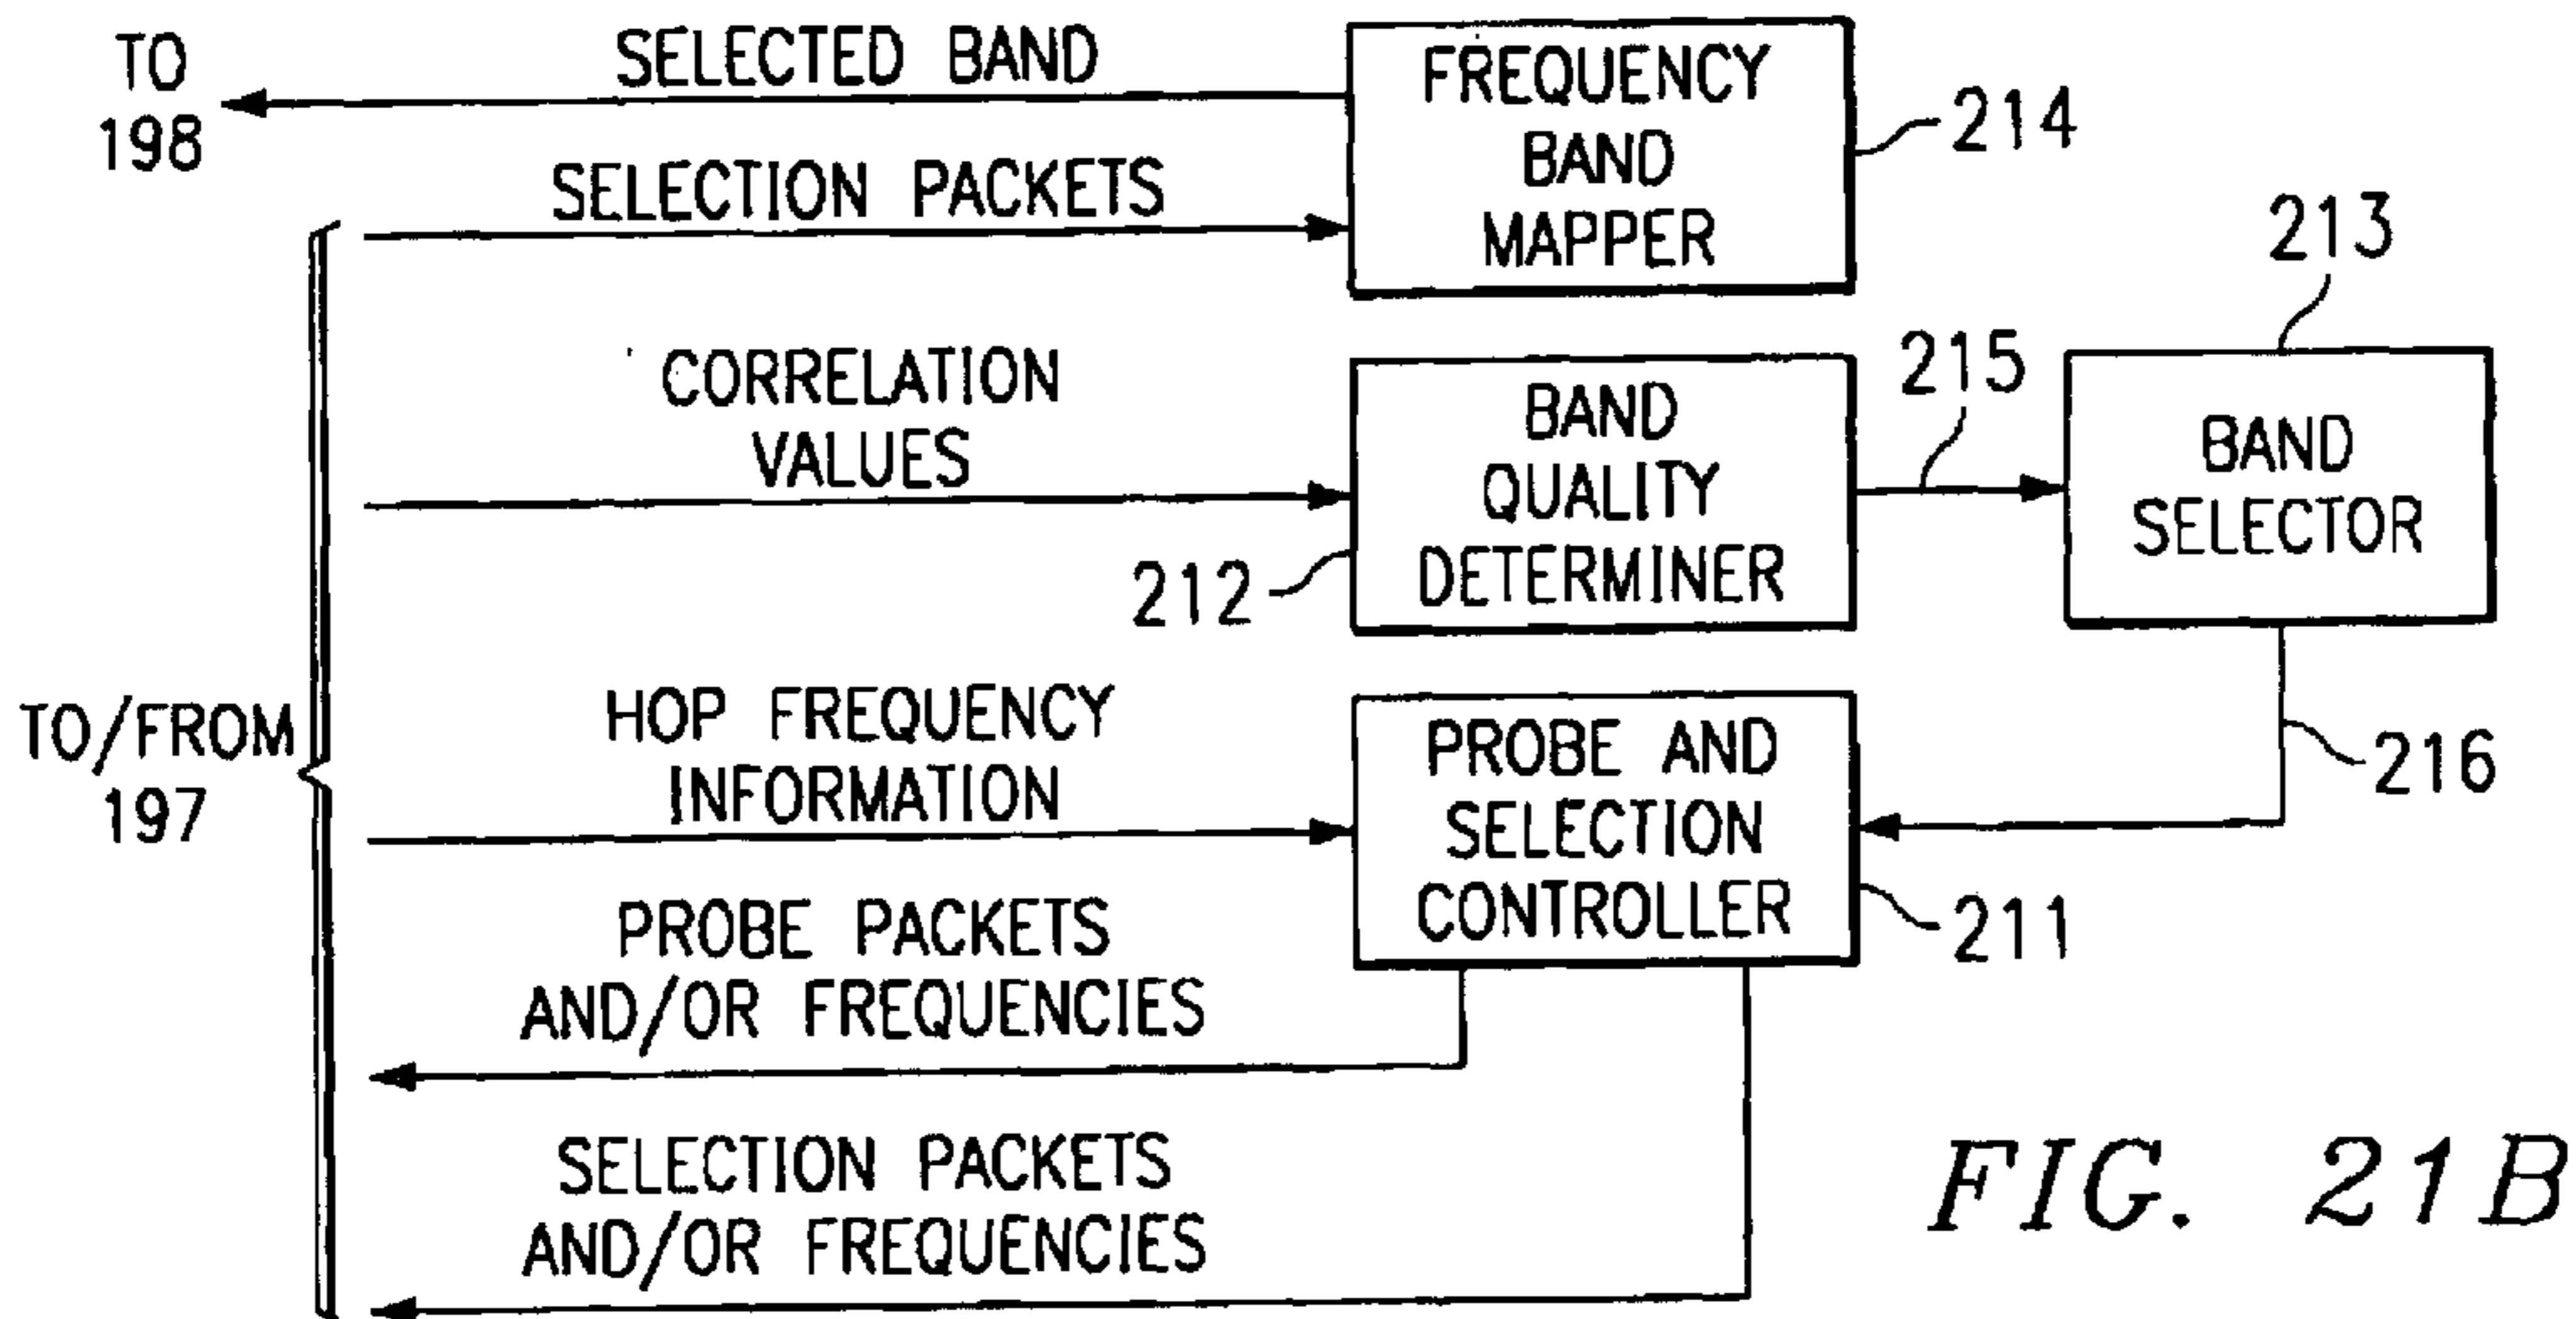 TO
198
SELECTED BAND
SELECTION PACKETS
FREQUENCY
BAND
MAPPER
214
213
CORRELATION
VALUES
BAND
QUALITY
DETERMINER
212
215
BAND
SELECTOR
TO/FROM
197
HOP FREQUENCY
INFORMATION
PROBE AND
SELECTION
CONTROLLER
216
211
PROBE PACKETS
AND/OR FREQUENCIES
SELECTION PACKETS
AND/OR FREQUENCIES
FIG. 21B